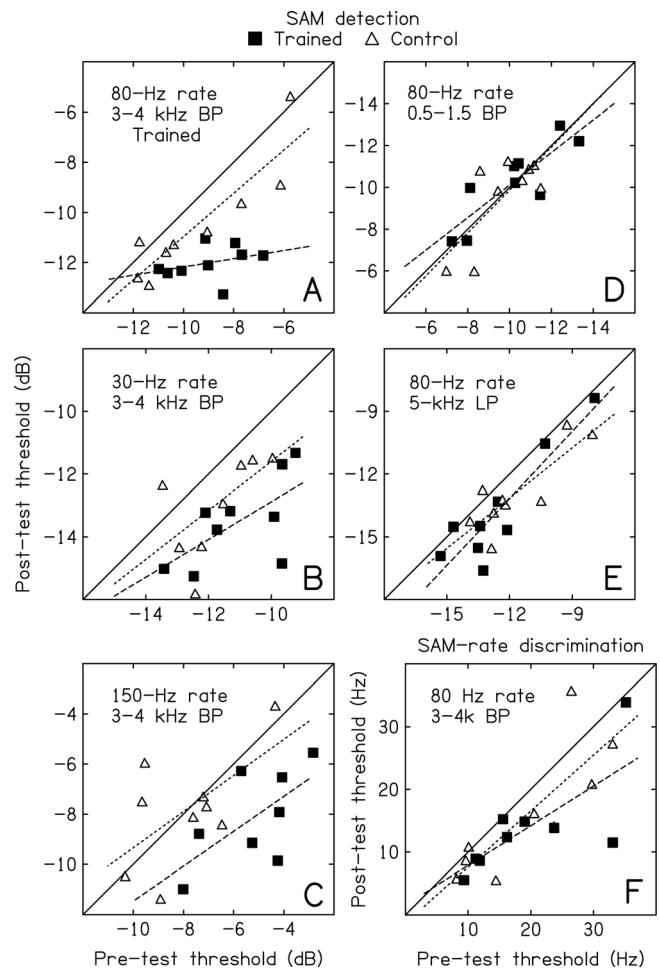 SAM detection
■ Trained △ Control
80-Hz rate
3-4 kHz BP
Trained
-6
-8
-10
-12
-12 -10 -8 -6
A
80-Hz rate
0.5-1.5 BP
-14
-12
-10
-8
-6
-6 -8 -10 -12 -14
D
Post-test threshold (dB)
30-Hz rate
3-4 kHz BP
-10
-12
-14
-14 -12 -10
B
80-Hz rate
5-kHz LP
-9
-12
-15
-15 -12 -9
E
150-Hz rate
3-4 kHz BP
-4
-6
-8
-10
-10 -8 -6 -4
C
Pre-test threshold (dB)
SAM-rate discrimination
80 Hz rate
3-4k BP
Post-test threshold (Hz)
30
20
10
10 20 30
F
Pre-test threshold (Hz)